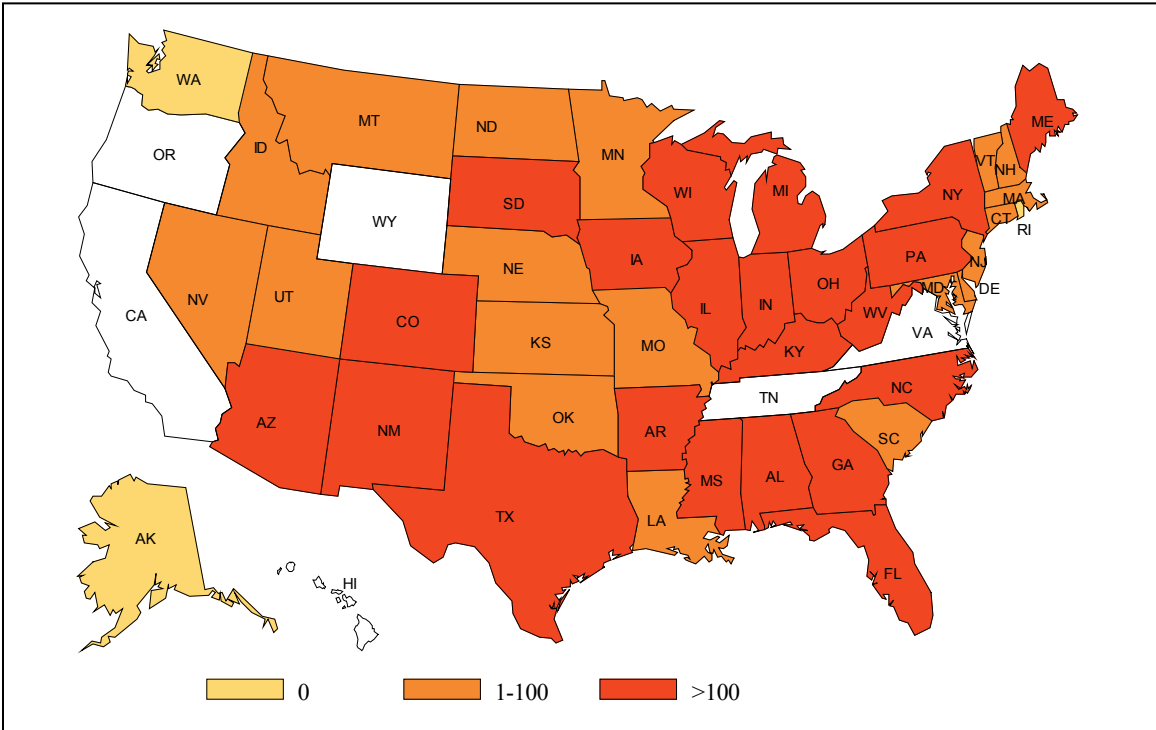 WA
MT
ND
MN
ME
OR
ID
VT
NH
WI
MI
NY
MA
SD
CT
WY
RI
IA
PA
NE
NJ
OH
MD
DE
NV
UT
IL
IN
CA
CO
WV
VA
KS
MO
KY
TN
NC
OK
AZ
NM
AR
SC
GA
MS
AL
TX
LA
AK
FL
HI
0
1-100
>100